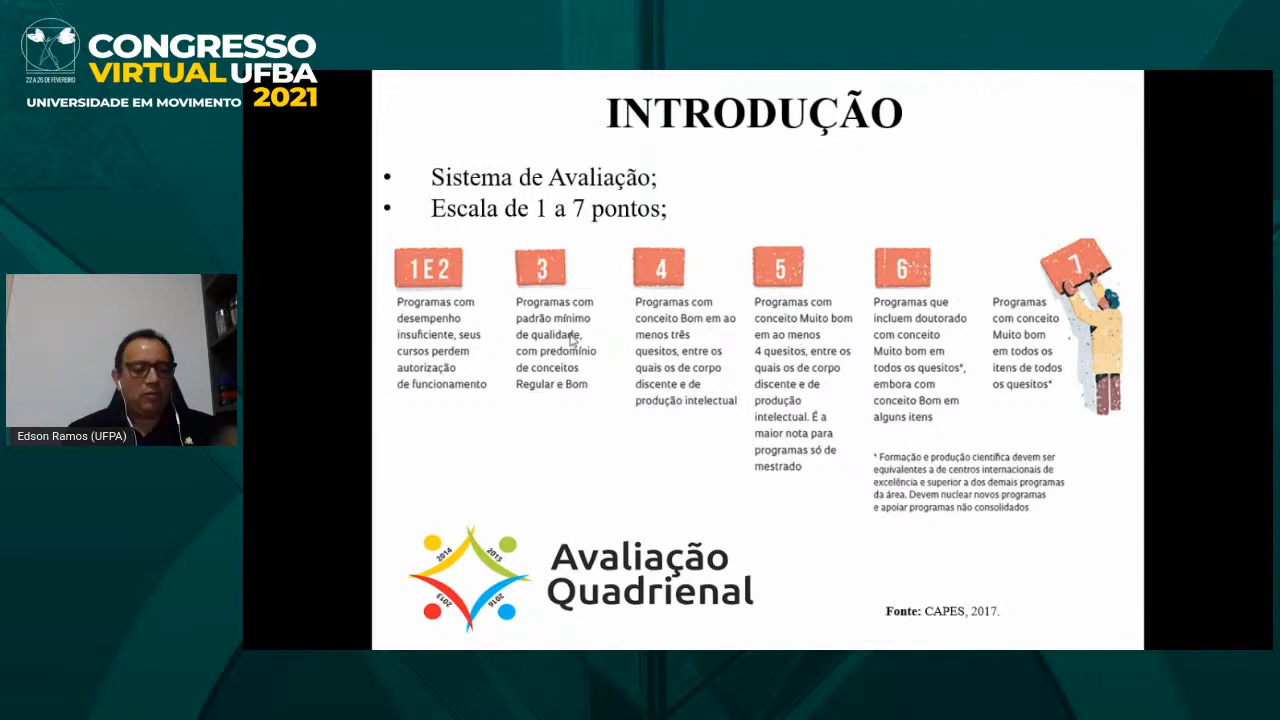 CONGRESSO
VIRTUAL UFBA
22 A 26 DE FEVEREIRO
UNIVERSIDADE EM MOVIMENTO 2021
INTRODUÇÃO
• Sistema de Avaliação;
• Escala de 1 a 7 pontos;
1 E 2
Programas com
desempenho
insuficiente, seus
cursos perdem
autorização
de funcionamento
3
Programas com
padrão mínimo
de qualidade,
com predomínio
de conceitos
Regular e Bom
4
Programas com
conceito Bom em ao
menos três
quesitos, entre os
quais os de corpo
discente e de
produção intelectual
5
Programas com
conceito Muito bom
em ao menos
4 quesitos, entre os
quais os de corpo
discente e de
produção
intelectual. É a
maior nota para
programas só de
mestrado
6
Programas que
incluem doutorado
com conceito
Muito bom em
todos os quesitos*,
embora com
conceito Bom em
alguns itens
7
Programas
com conceito
Muito bom
em todos os
itens de todos
os quesitos*
* Formação e produção científica devem ser
equivalentes a de centros internacionais de
excelência e superior a dos demais programas
da área. Devem nuclear novos programas
e apoiar programas não consolidados
Edson Ramos (UFPA)
2014
2015
2013
2016
Avaliação
Quadrienal
Fonte: CAPES, 2017.